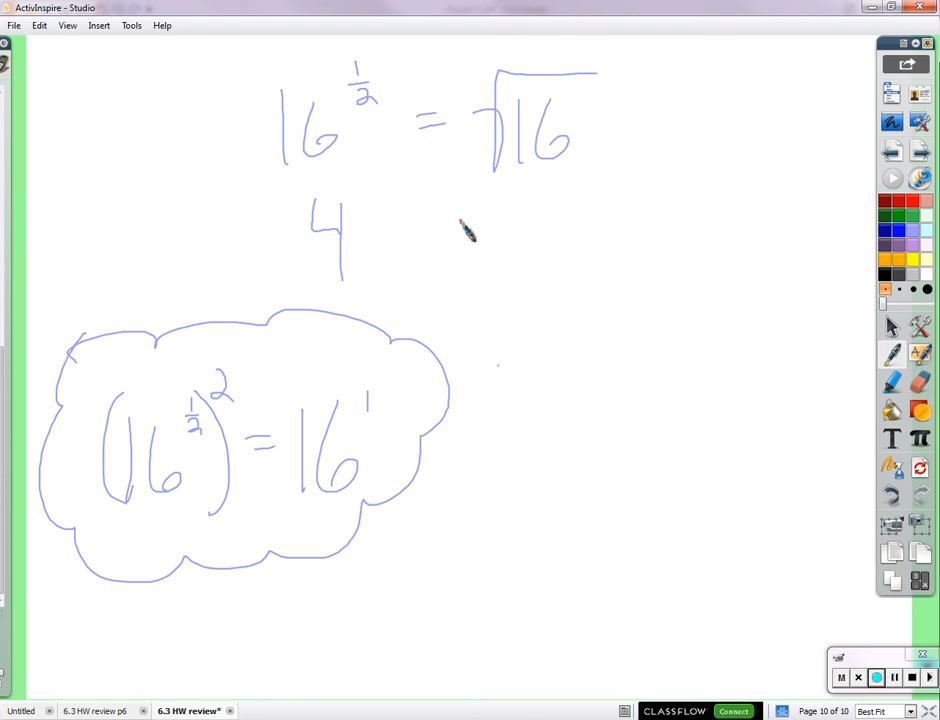 ActivInspire - Studio
File Edit View Insert Tools Help
16^{1/2} = √16
4
(16^{1/2})^2 = 16^1
M
Untitled 6.3 HW review p6 6.3 HW review* CLASSFLOW Connect Page 10 of 10 Best Fit